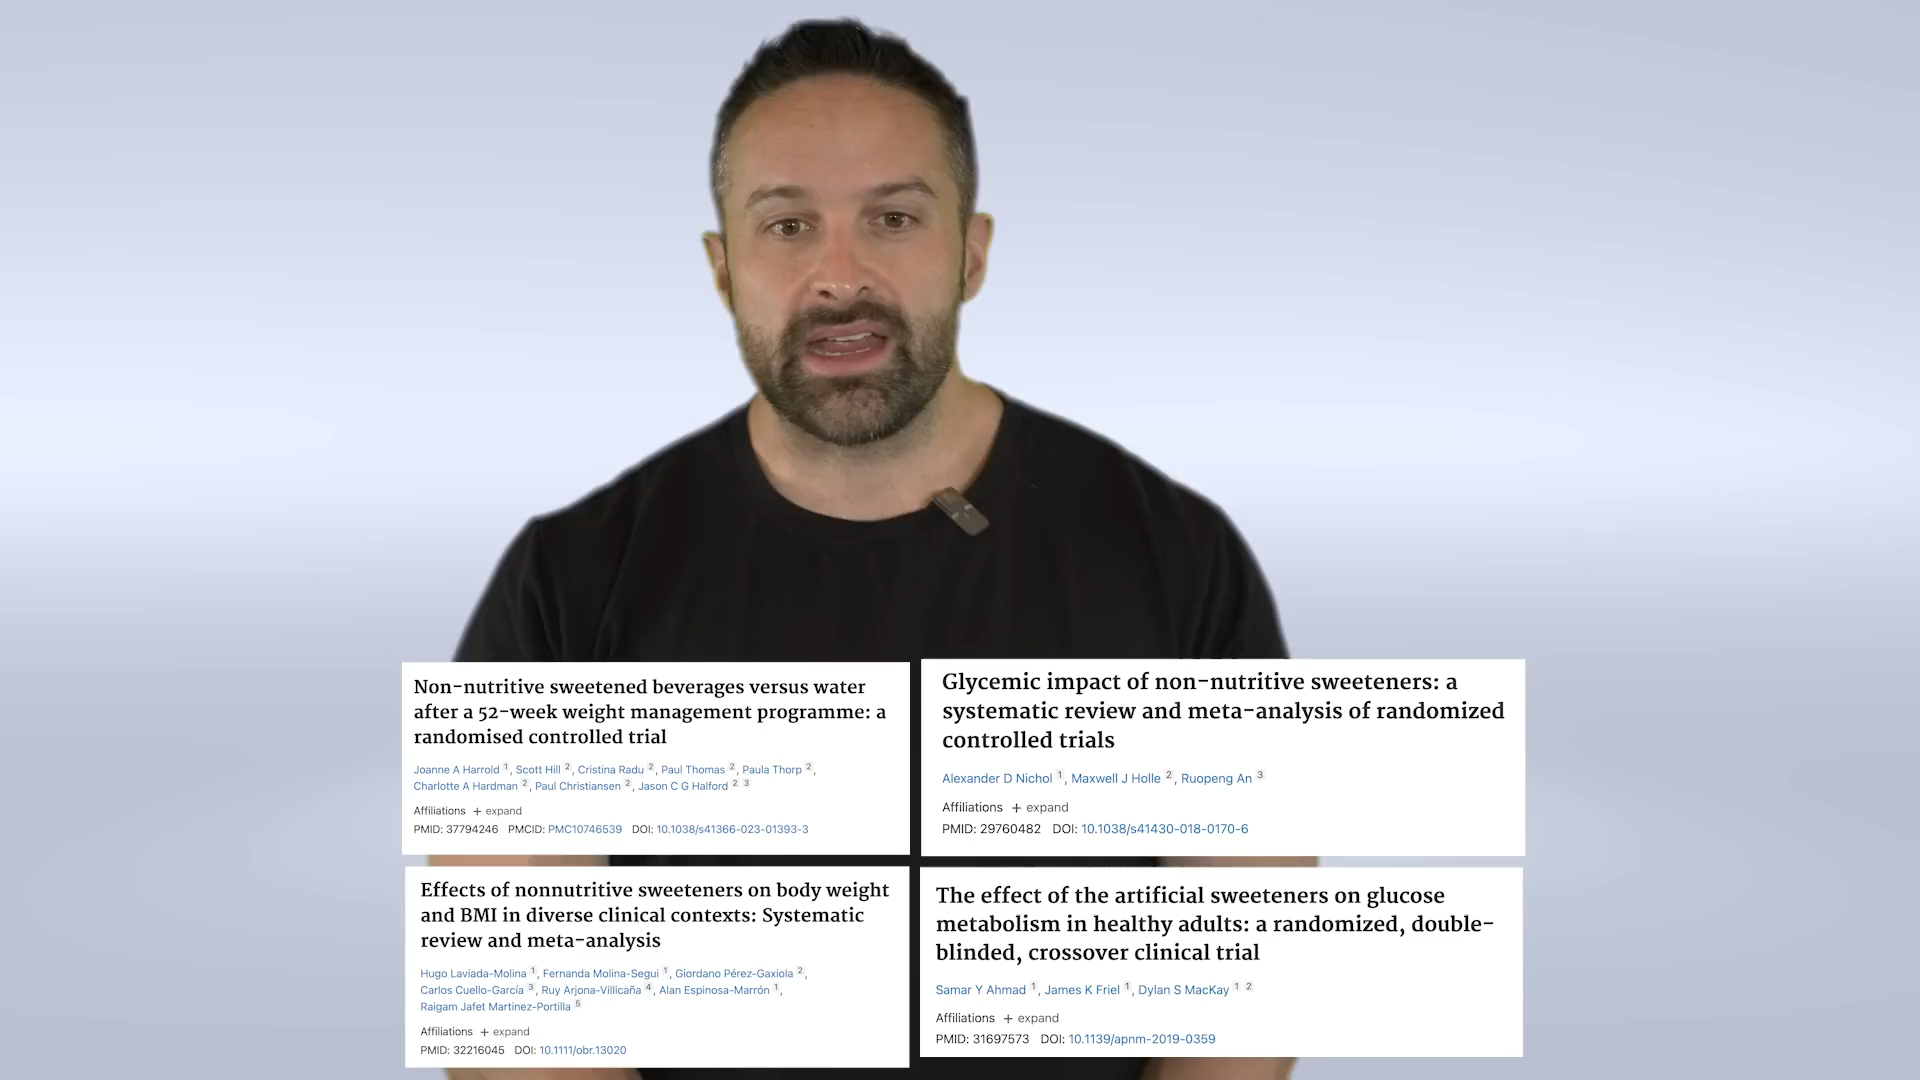 Non-nutritive sweetened beverages versus water
after a 52-week weight management programme: a
randomised controlled trial
Joanne A Harrold 1, Scott Hill 2, Cristina Radu 2, Paul Thomas 2, Paula Thorp 2,
Charlotte A Hardman 2, Paul Christiansen 2, Jason C G Halford 2 3
Affiliations + expand
PMID: 37794246 PMCID: PMC10746539 DOI: 10.1038/s41366-023-01393-3
Glycemic impact of non-nutritive sweeteners: a
systematic review and meta-analysis of randomized
controlled trials
Alexander D Nichol 1, Maxwell J Holle 2, Ruopeng An 3
Affiliations + expand
PMID: 29760482 DOI: 10.1038/s41430-018-0170-6
Effects of nonnutritive sweeteners on body weight
and BMI in diverse clinical contexts: Systematic
review and meta-analysis
Hugo Laviada-Molina 1, Fernanda Molina-Segui 1, Giordano Pérez-Gaxiola 2,
Carlos Cuello-García 3, Ruy Arjona-Villicaña 4, Alan Espinosa-Marrón 1,
Raigam Jafet Martinez-Portilla 5
Affiliations + expand
PMID: 32216045 DOI: 10.1111/obr.13020
The effect of the artificial sweeteners on glucose
metabolism in healthy adults: a randomized, double-
blinded, crossover clinical trial
Samar Y Ahmad 1, James K Friel 1, Dylan S MacKay 1 2
Affiliations + expand
PMID: 31697573 DOI: 10.1139/apnm-2019-0359